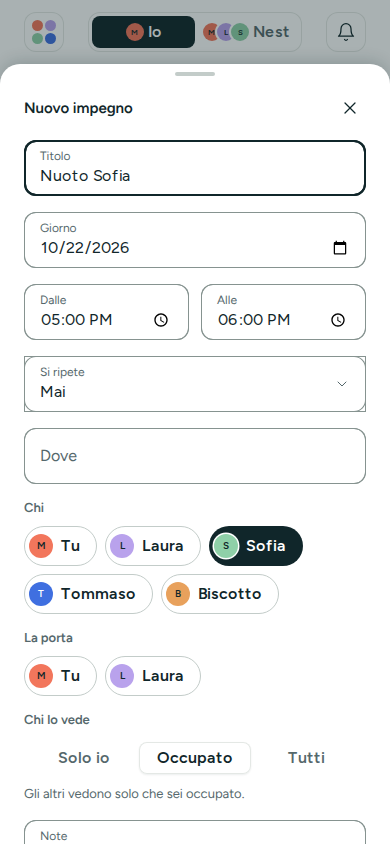 M Io M L S Nest
Nuovo impegno
Titolo
Nuoto Sofia
Giorno
10/22/2026
Dalle Alle
05:00 PM 06:00 PM
Si ripete
Mai
Dove
Chi
M Tu L Laura S Sofia
T Tommaso B Biscotto
La porta
M Tu L Laura
Chi lo vede
Solo io Occupato Tutti
Gli altri vedono solo che sei occupato.
Note